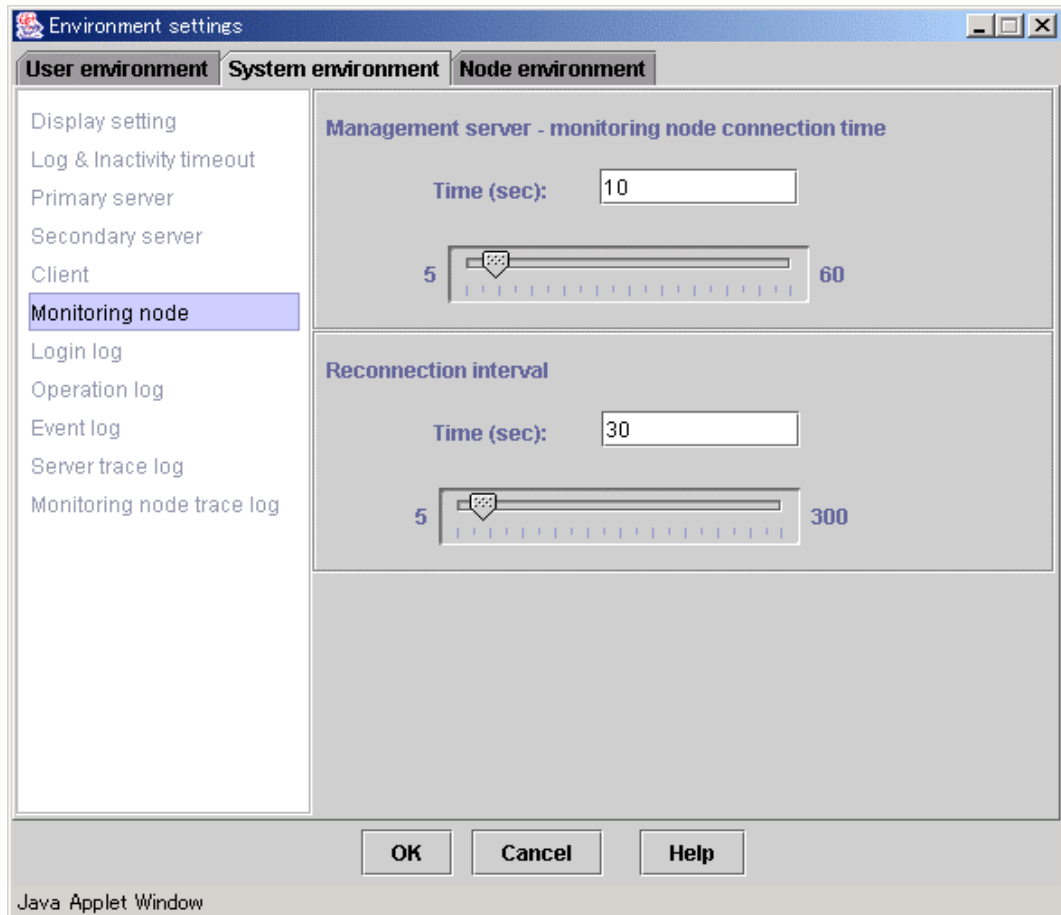 Environment settings
User environment System environment Node environment
Display setting
Log & Inactivity timeout
Primary server
Secondary server
Client
Monitoring node
Login log
Operation log
Event log
Server trace log
Monitoring node trace log
Management server - monitoring node connection time
Time (sec): 10
5 60
Reconnection interval
Time (sec): 30
5 300
OK Cancel Help
Java Applet Window